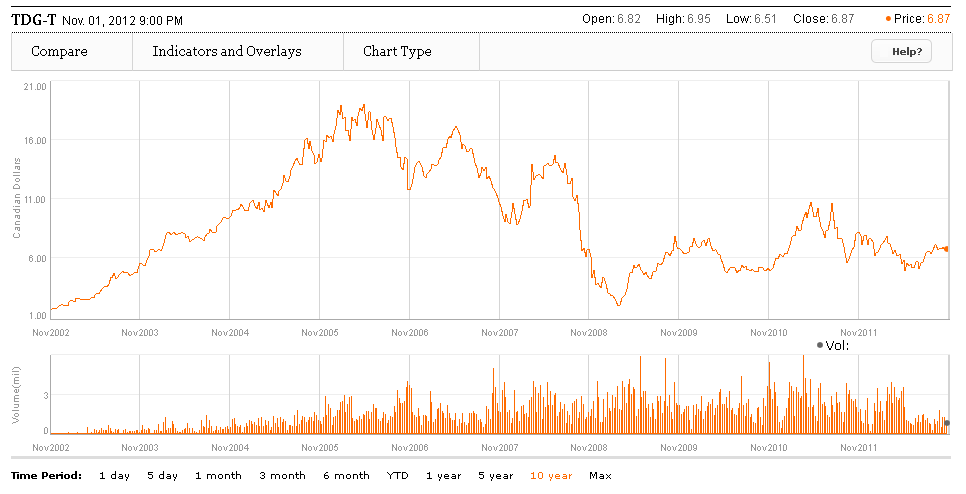 TDG-T Nov. 01, 2012 9:00 PM Open: 6.82 High: 6.95 Low: 6.51 Close: 6.87 Price: 6.87
Compare Indicators and Overlays Chart Type Help?
21.00
16.00
11.00
6.00
1.00
Canadian Dollars
Nov2002 Nov2003 Nov2004 Nov2005 Nov2006 Nov2007 Nov2008 Nov2009 Nov2010 Nov2011
Vol:
3
0
Volume(mil)
Nov2002 Nov2003 Nov2004 Nov2005 Nov2006 Nov2007 Nov2008 Nov2009 Nov2010 Nov2011
Time Period: 1 day 5 day 1 month 3 month 6 month YTD 1 year 5 year 10 year Max